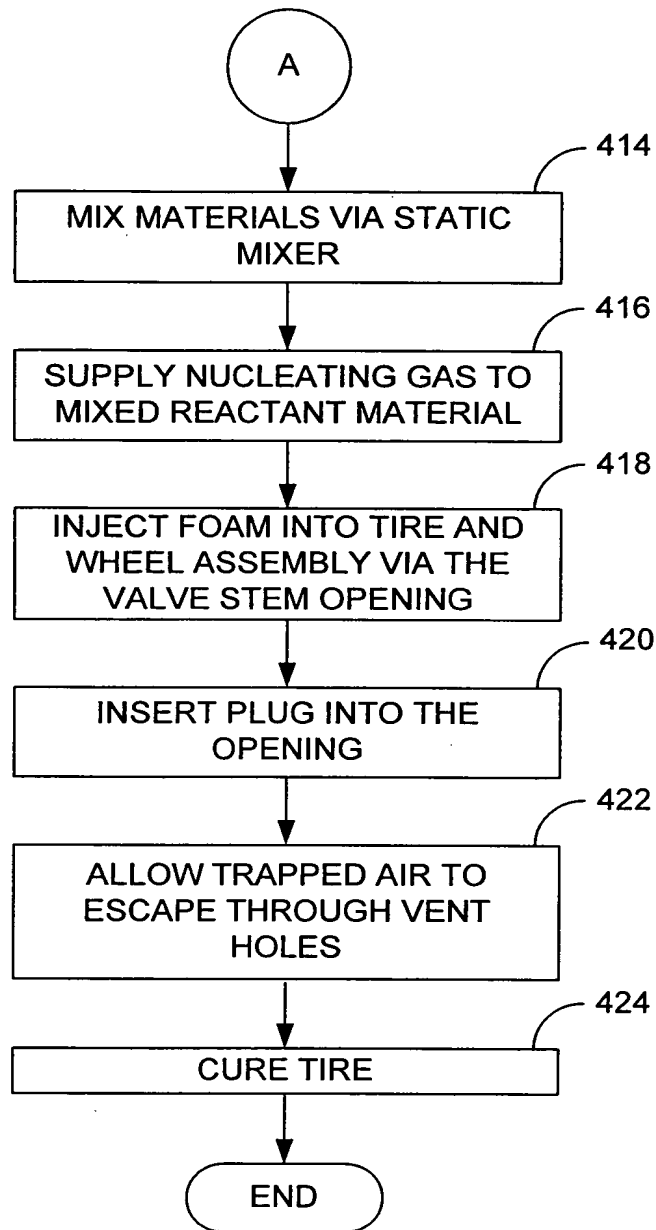 A
414
MIX MATERIALS VIA STATIC
MIXER
416
SUPPLY NUCLEATING GAS TO
MIXED REACTANT MATERIAL
418
INJECT FOAM INTO TIRE AND
WHEEL ASSEMBLY VIA THE
VALVE STEM OPENING
420
INSERT PLUG INTO THE
OPENING
422
ALLOW TRAPPED AIR TO
ESCAPE THROUGH VENT
HOLES
424
CURE TIRE
END